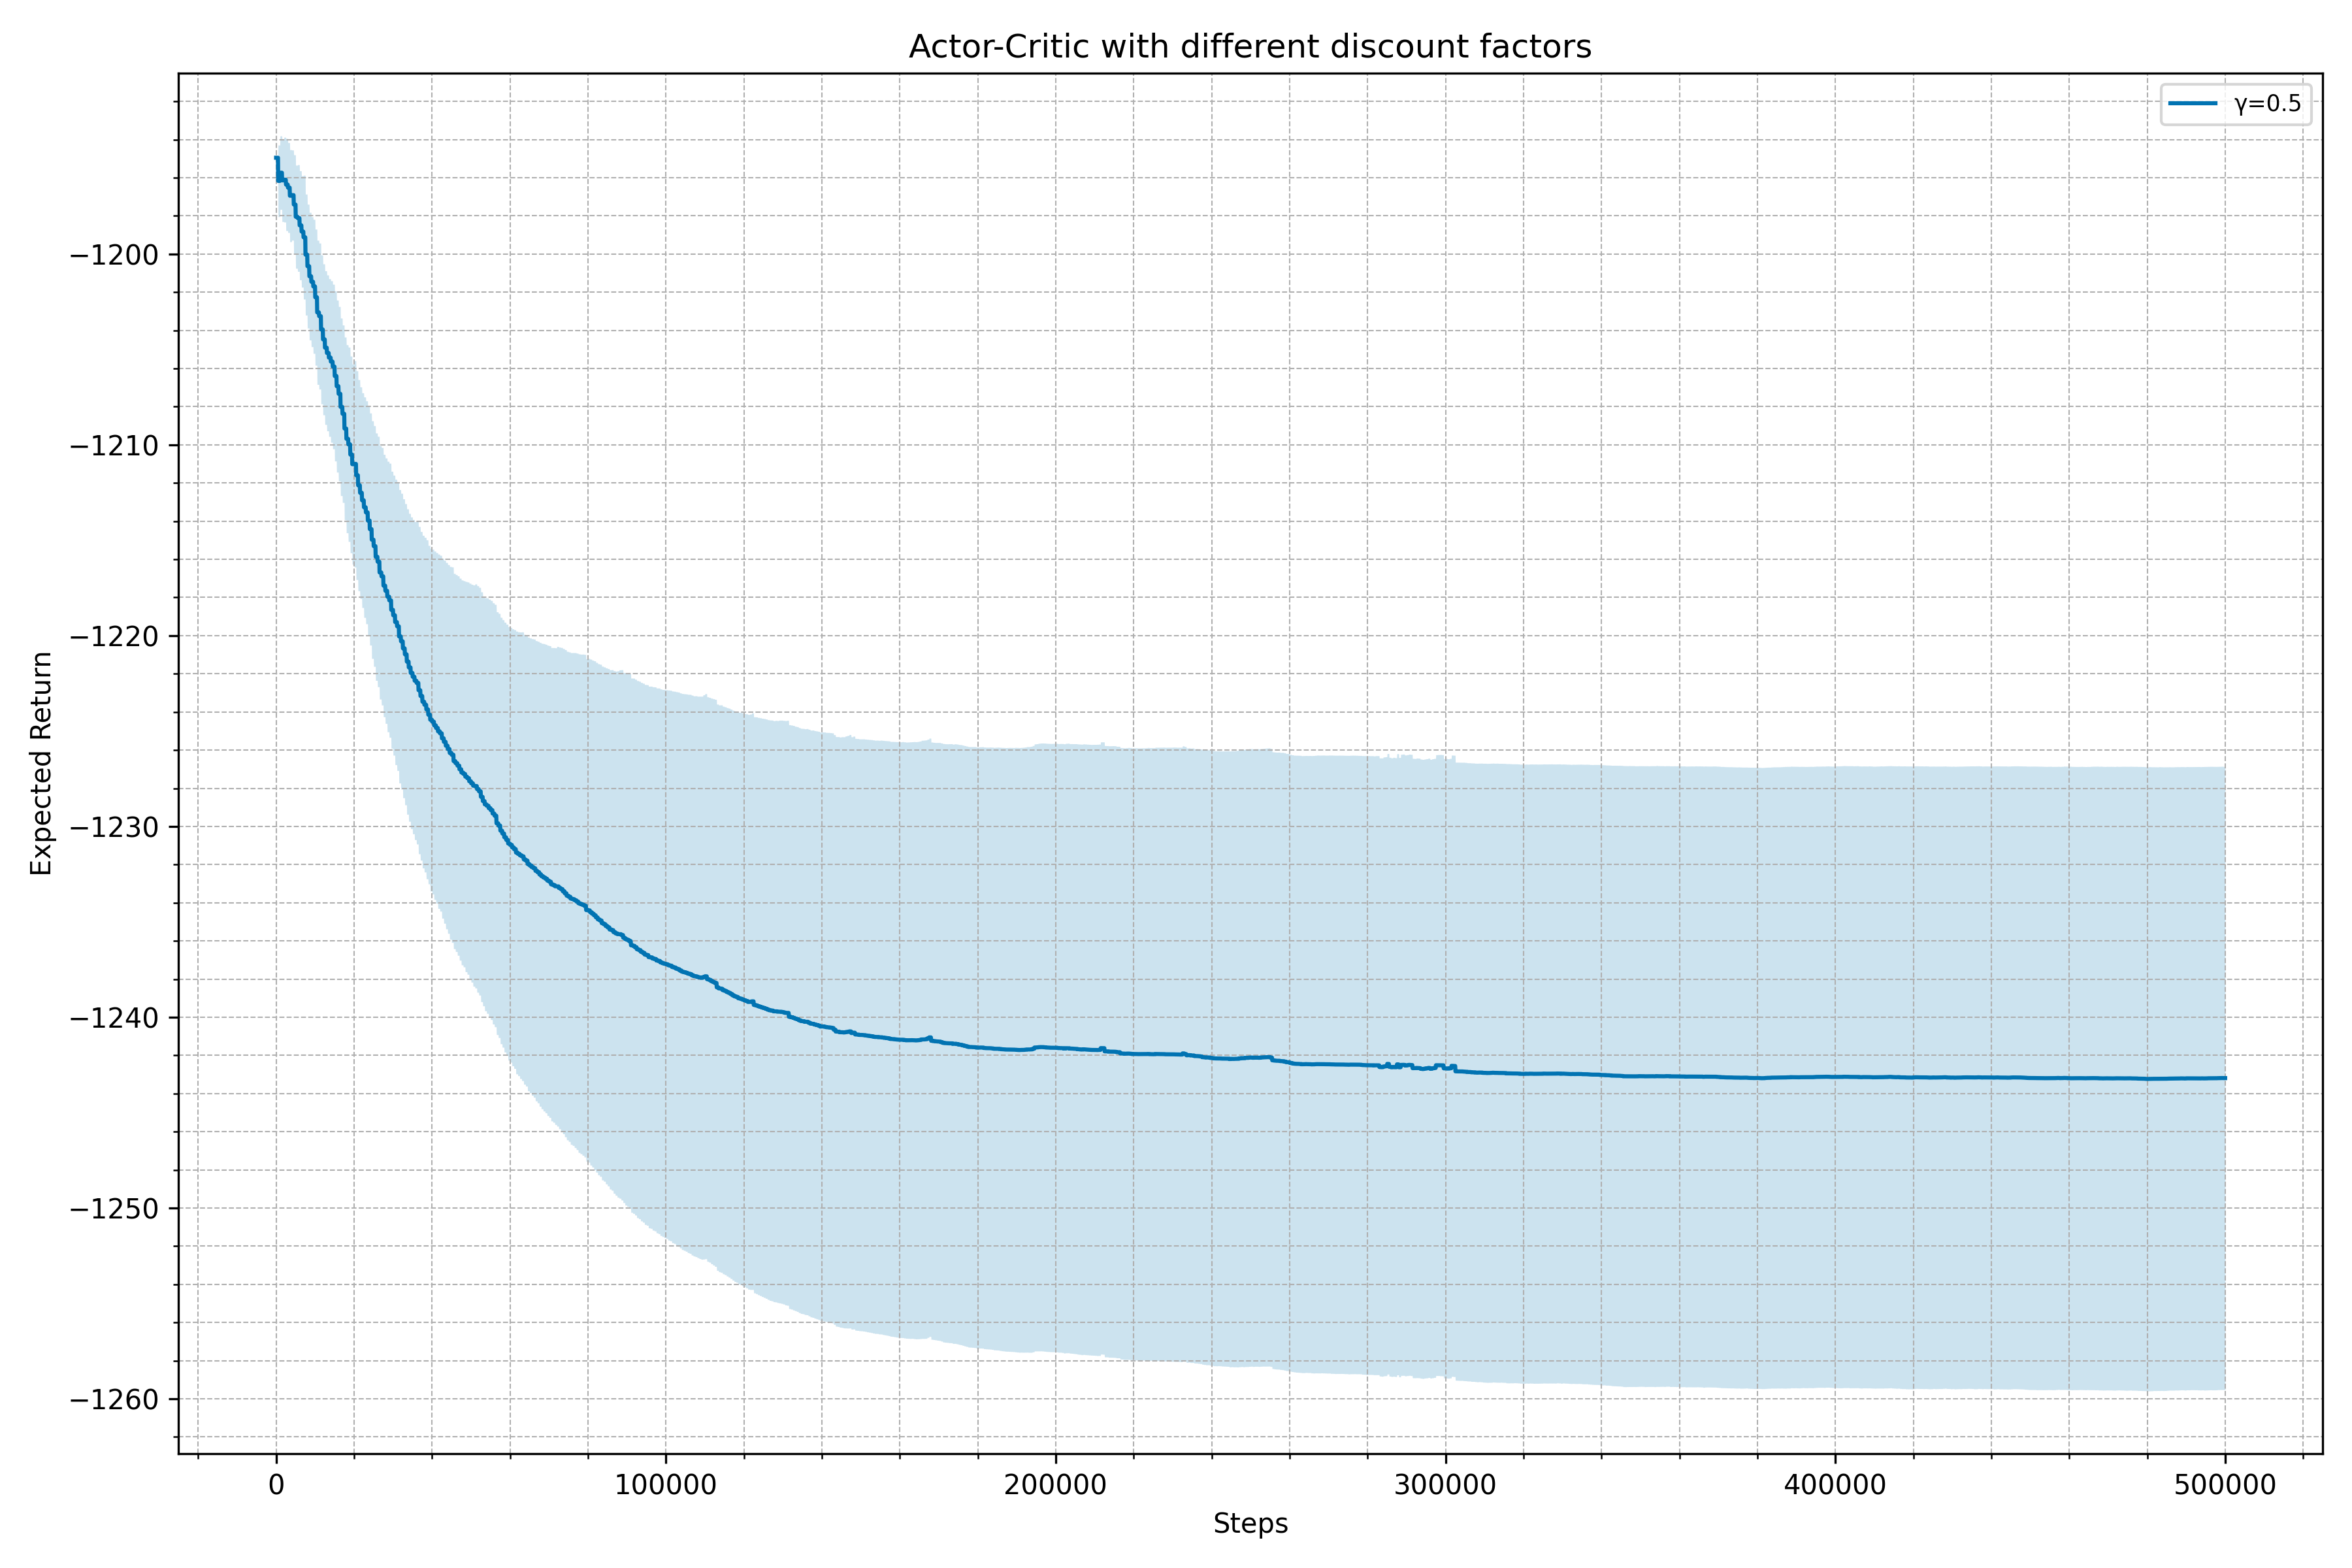 Actor-Critic with different discount factors
γ=0.5
Expected Return
−1200
−1210
−1220
−1230
−1240
−1250
−1260
0 100000 200000 300000 400000 500000
Steps